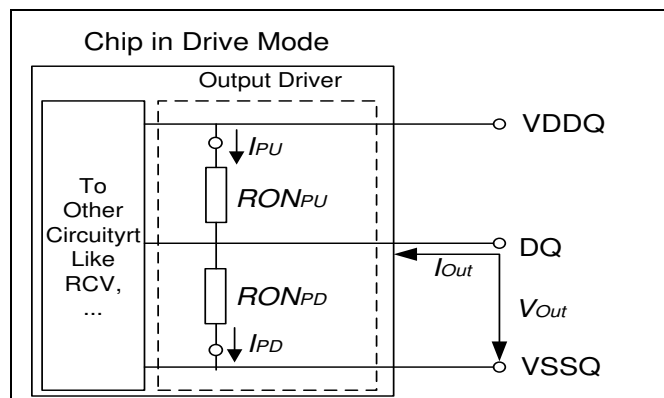 Chip in Drive Mode
Output Driver
To
Other
Circuityrt
Like
RCV,
...
IPU
RONPU
RONPD
IPD
VDDQ
DQ
IOut
VOut
VSSQ